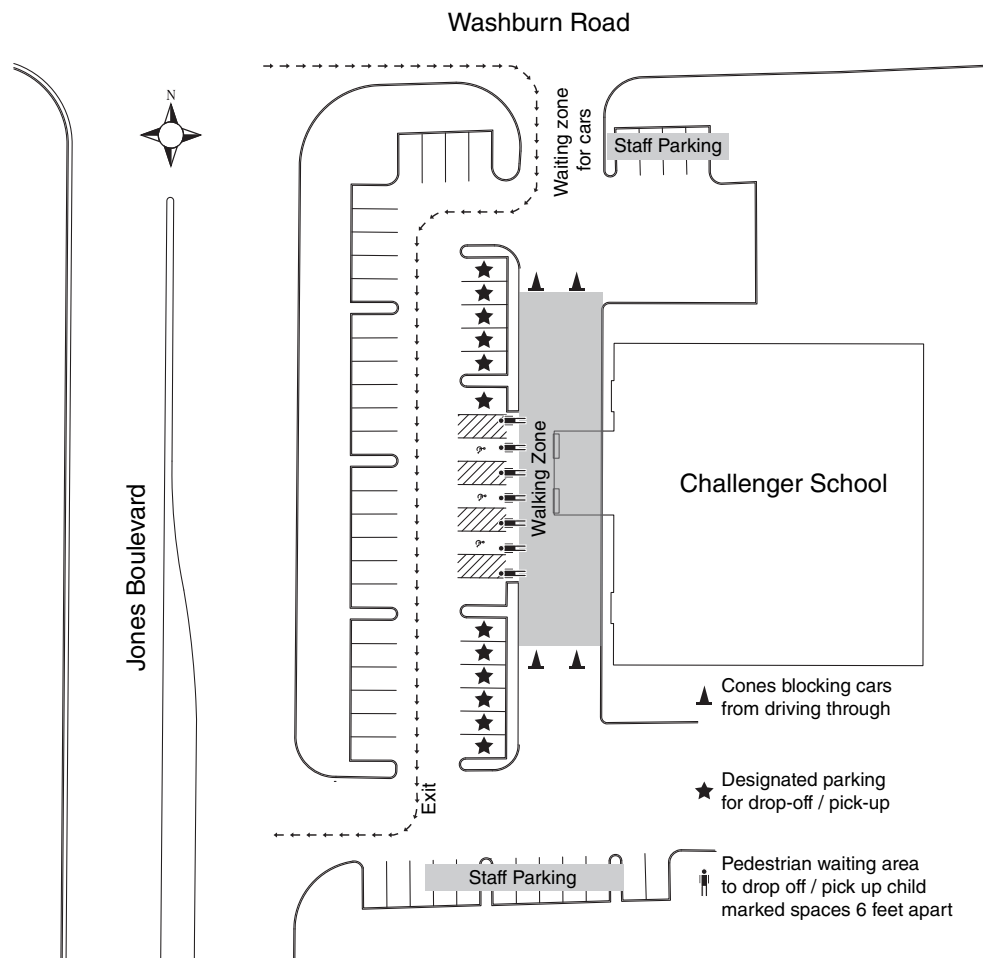 Washburn Road
N
Waiting zone
for cars
Staff Parking
Walking Zone
Challenger School
Jones Boulevard
Cones blocking cars
from driving through
Exit
Designated parking
for drop-off / pick-up
Staff Parking
Pedestrian waiting area
to drop off / pick up child
marked spaces 6 feet apart